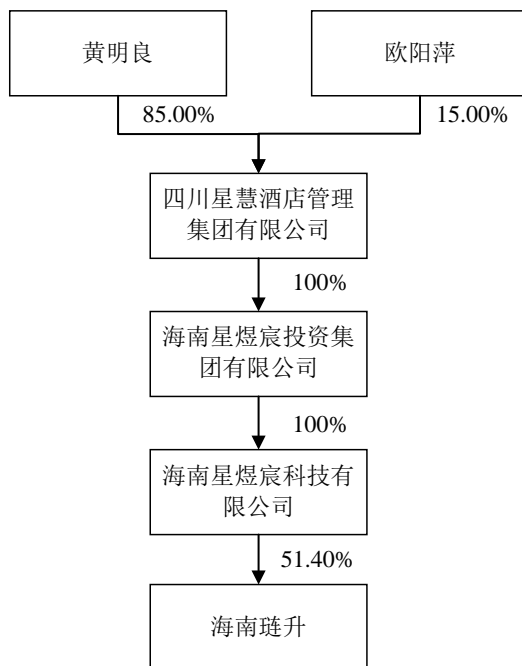 黄明良
欧阳萍
85.00%
15.00%
四川星慧酒店管理
集团有限公司
100%
海南星煜宸投资集
团有限公司
100%
海南星煜宸科技有
限公司
51.40%
海南琏升